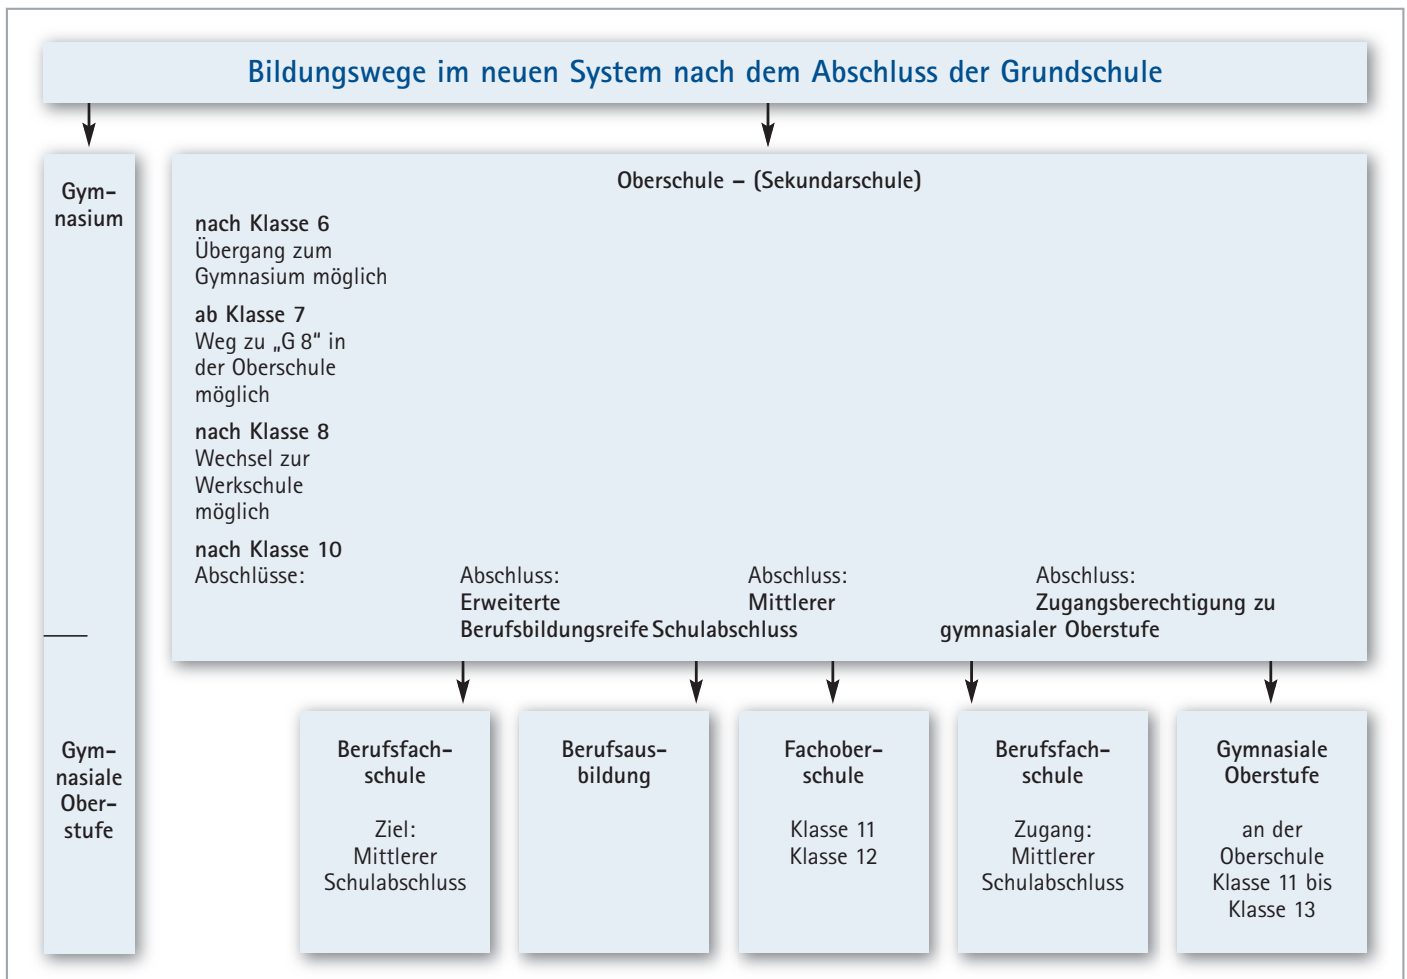 Bildungswege im neuen System nach dem Abschluss der Grundschule
Gym-
nasium
Gym-
nasiale
Ober-
stufe
Oberschule – (Sekundarschule)
nach Klasse 6
Übergang zum
Gymnasium möglich
ab Klasse 7
Weg zu „G 8" in
der Oberschule
möglich
nach Klasse 8
Wechsel zur
Werkschule
möglich
nach Klasse 10
Abschlüsse:
Abschluss:
Erweiterte
Berufsbildungsreife
Abschluss:
Mittlerer
Schulabschluss
Abschluss:
Zugangsberechtigung zu
gymnasialer Oberstufe
Berufsfach-
schule
Ziel:
Mittlerer
Schulabschluss
Berufsaus-
bildung
Fachober-
schule
Klasse 11
Klasse 12
Berufsfach-
schule
Zugang:
Mittlerer
Schulabschluss
Gymnasiale
Oberstufe
an der
Oberschule
Klasse 11 bis
Klasse 13